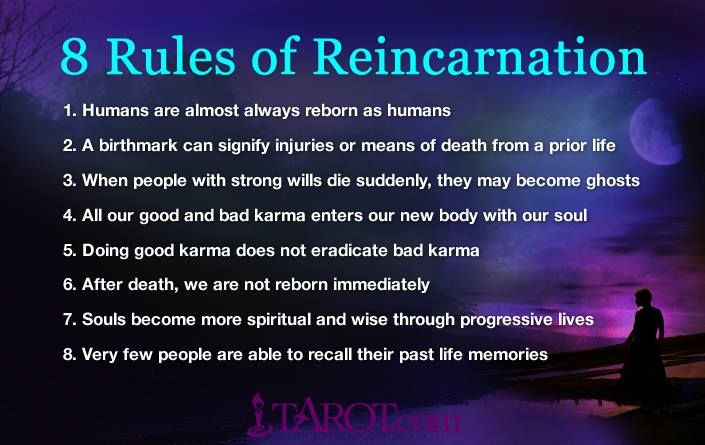 8 Rules of Reincarnation
1. Humans are almost always reborn as humans
2. A birthmark can signify injuries or means of death from a prior life
3. When people with strong wills die suddenly, they may become ghosts
4. All our good and bad karma enters our new body with our soul
5. Doing good karma does not eradicate bad karma
6. After death, we are not reborn immediately
7. Souls become more spiritual and wise through progressive lives
8. Very few people are able to recall their past life memories
TAROT.com